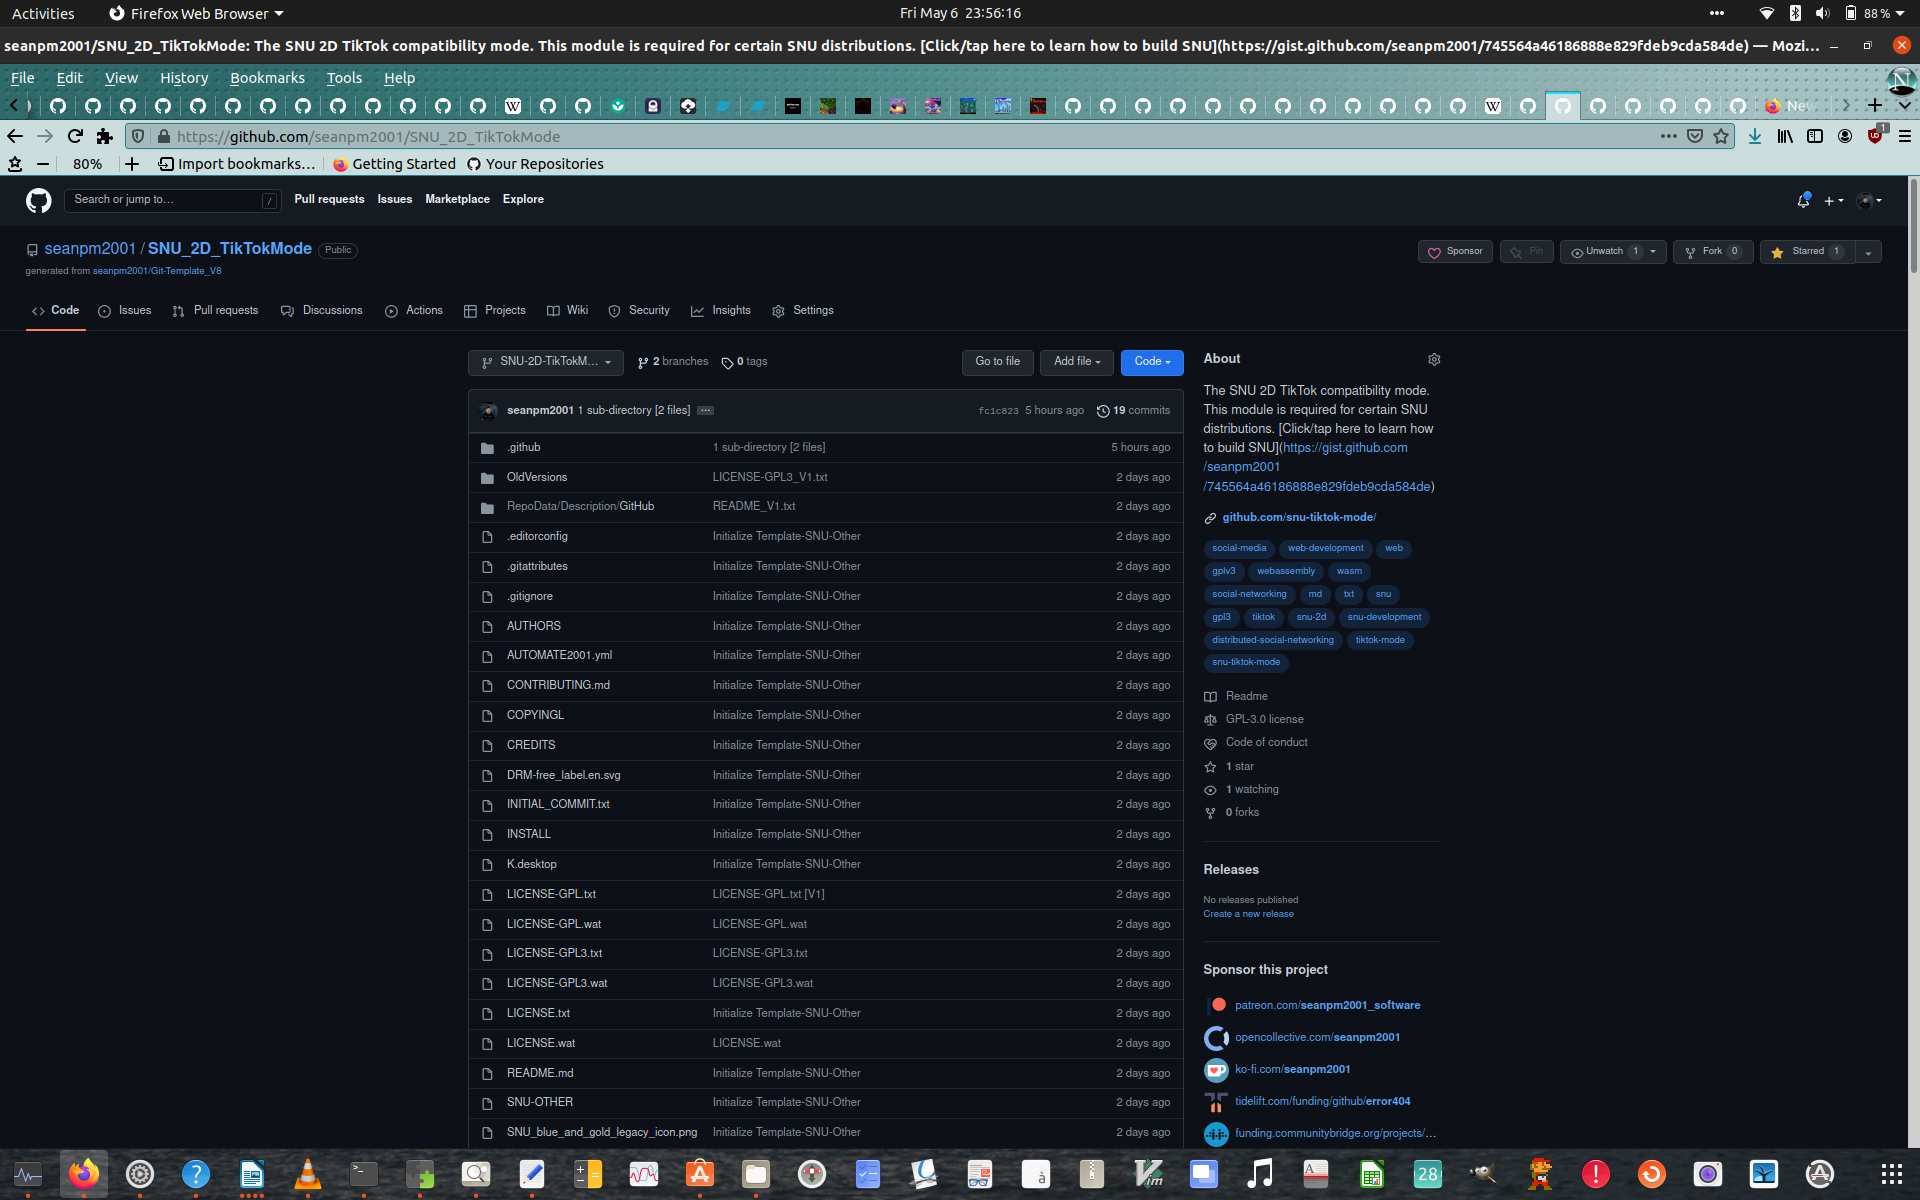 Activities
Firefox Web Browser
Fri May 6 23:56:16
88 %
seanpm2001/SNU_2D_TikTokMode: The SNU 2D TikTok compatibility mode. This module is required for certain SNU distributions. [Click/tap here to learn how to build SNU](https://gist.github.com/seanpm2001/745564a46186888e829fdeb9cda584de) — Mozi…
File Edit View History Bookmarks Tools Help
https://github.com/seanpm2001/SNU_2D_TikTokMode
1
80%
Import bookmarks…
Getting Started
Your Repositories
Search or jump to…
/
Pull requests
Issues
Marketplace
Explore
seanpm2001 / SNU_2D_TikTokMode
Public
generated from seanpm2001/Git-Template_V8
Sponsor
Pin
Unwatch 1
Fork 0
Starred 1
Code
Issues
Pull requests
Discussions
Actions
Projects
Wiki
Security
Insights
Settings
SNU-2D-TikTokM…
2 branches
0 tags
Go to file
Add file
Code
seanpm2001 1 sub-directory [2 files]
fc1c823 5 hours ago
19 commits
.github 1 sub-directory [2 files] 5 hours ago
OldVersions LICENSE-GPL3_V1.txt 2 days ago
RepoData/Description/GitHub README_V1.txt 2 days ago
.editorconfig Initialize Template-SNU-Other 2 days ago
.gitattributes Initialize Template-SNU-Other 2 days ago
.gitignore Initialize Template-SNU-Other 2 days ago
AUTHORS Initialize Template-SNU-Other 2 days ago
AUTOMATE2001.yml Initialize Template-SNU-Other 2 days ago
CONTRIBUTING.md Initialize Template-SNU-Other 2 days ago
COPYINGL Initialize Template-SNU-Other 2 days ago
CREDITS Initialize Template-SNU-Other 2 days ago
DRM-free_label.en.svg Initialize Template-SNU-Other 2 days ago
INITIAL_COMMIT.txt Initialize Template-SNU-Other 2 days ago
INSTALL Initialize Template-SNU-Other 2 days ago
K.desktop Initialize Template-SNU-Other 2 days ago
LICENSE-GPL.txt LICENSE-GPL.txt [V1] 2 days ago
LICENSE-GPL.wat LICENSE-GPL.wat 2 days ago
LICENSE-GPL3.txt LICENSE-GPL3.txt 2 days ago
LICENSE-GPL3.wat LICENSE-GPL3.wat 2 days ago
LICENSE.txt Initialize Template-SNU-Other 2 days ago
LICENSE.wat LICENSE.wat 2 days ago
README.md Initialize Template-SNU-Other 2 days ago
SNU-OTHER Initialize Template-SNU-Other 2 days ago
SNU_blue_and_gold_legacy_icon.png Initialize Template-SNU-Other 2 days ago
About
The SNU 2D TikTok compatibility mode.
This module is required for certain SNU
distributions. [Click/tap here to learn how
to build SNU](https://gist.github.com
/seanpm2001
/745564a46186888e829fdeb9cda584de)
github.com/snu-tiktok-mode/
social-media web-development web
gplv3 webassembly wasm
social-networking md txt snu
gpl3 tiktok snu-2d snu-development
distributed-social-networking tiktok-mode
snu-tiktok-mode
Readme
GPL-3.0 license
Code of conduct
1 star
1 watching
0 forks
Releases
No releases published
Create a new release
Sponsor this project
patreon.com/seanpm2001_software
opencollective.com/seanpm2001
ko-fi.com/seanpm2001
tidelift.com/funding/github/error404
funding.communitybridge.org/projects/…
28